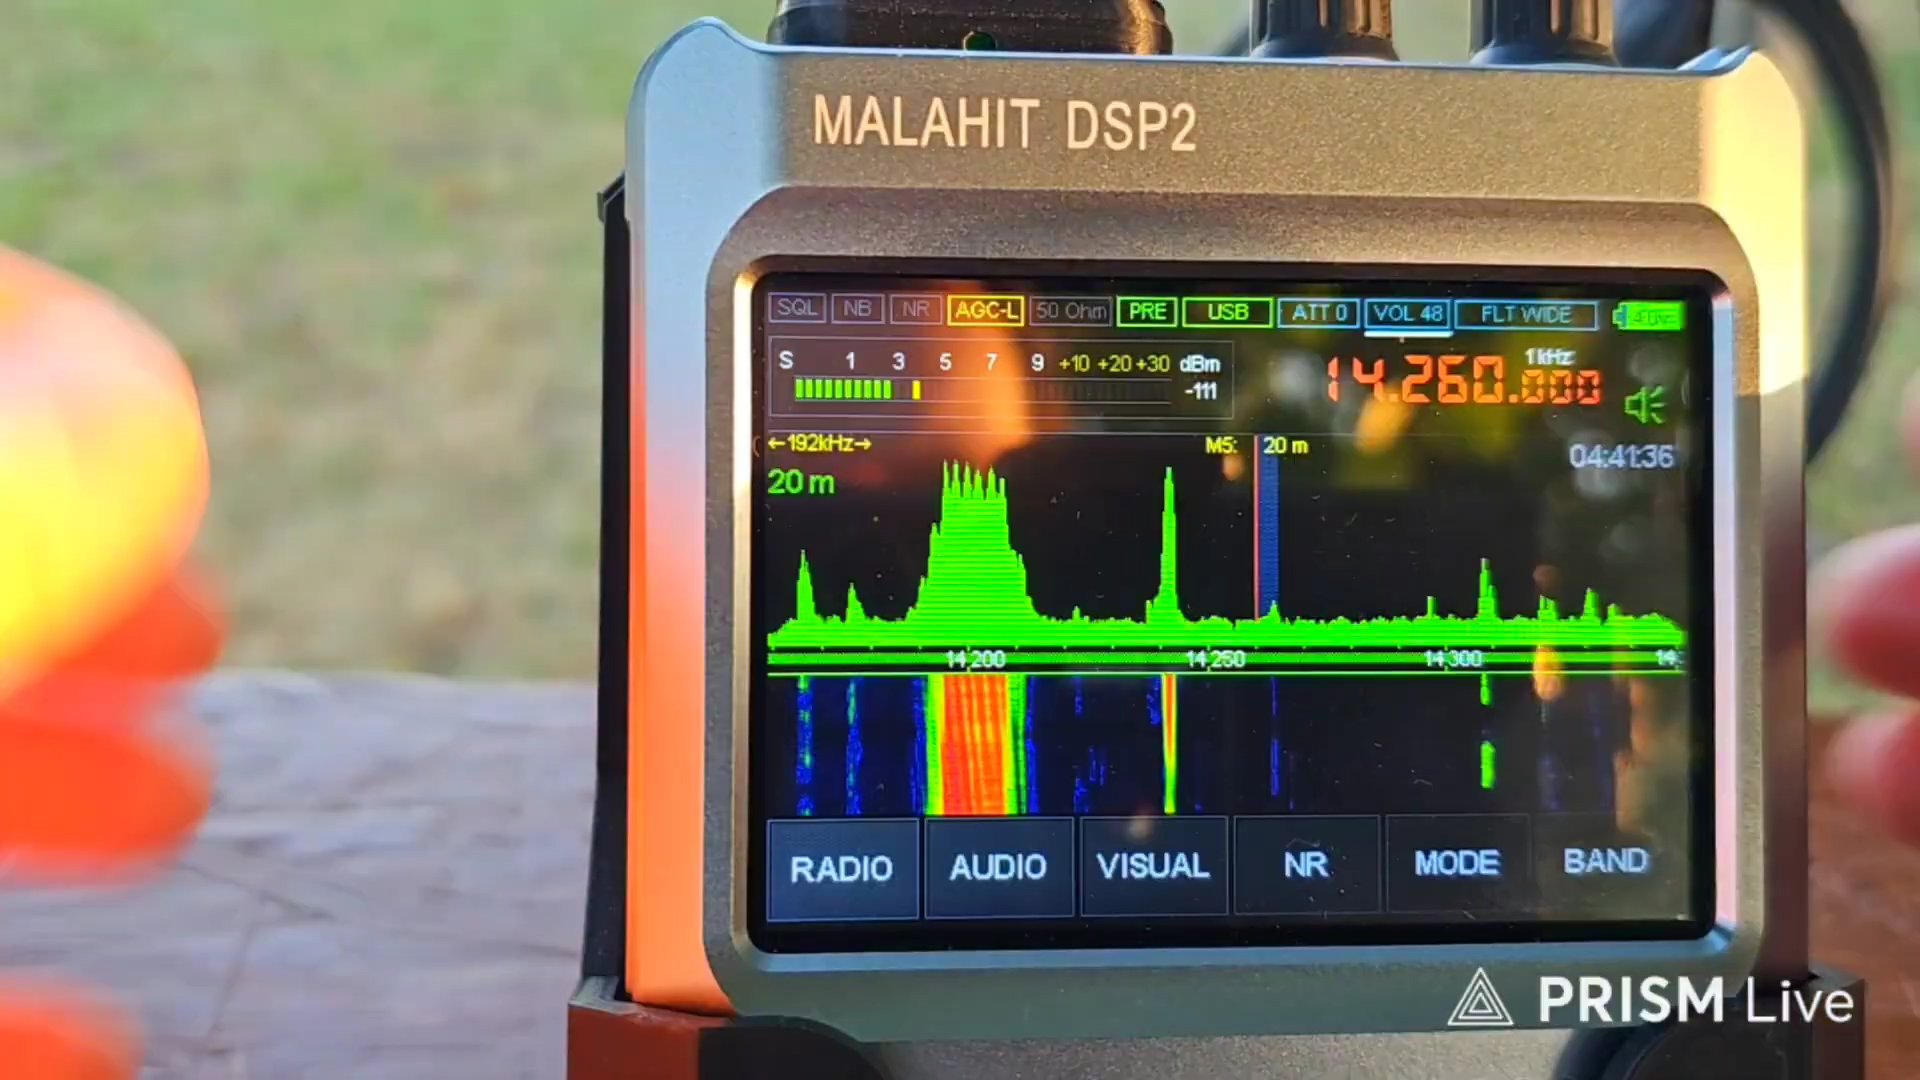 MALAHIT DSP2
SQL NB NR AGC-L 50 Ohm PRE USB ATT 0 VOL 48 FLT WIDE
S 1 3 5 7 9 +10 +20 +30 dBm
-111
1kHz
14.260.000
←192kHz→
M5: 20 m
04:41:36
20 m
14,200 14,250 14,300 14,
RADIO AUDIO VISUAL NR MODE BAND
PRISM Live